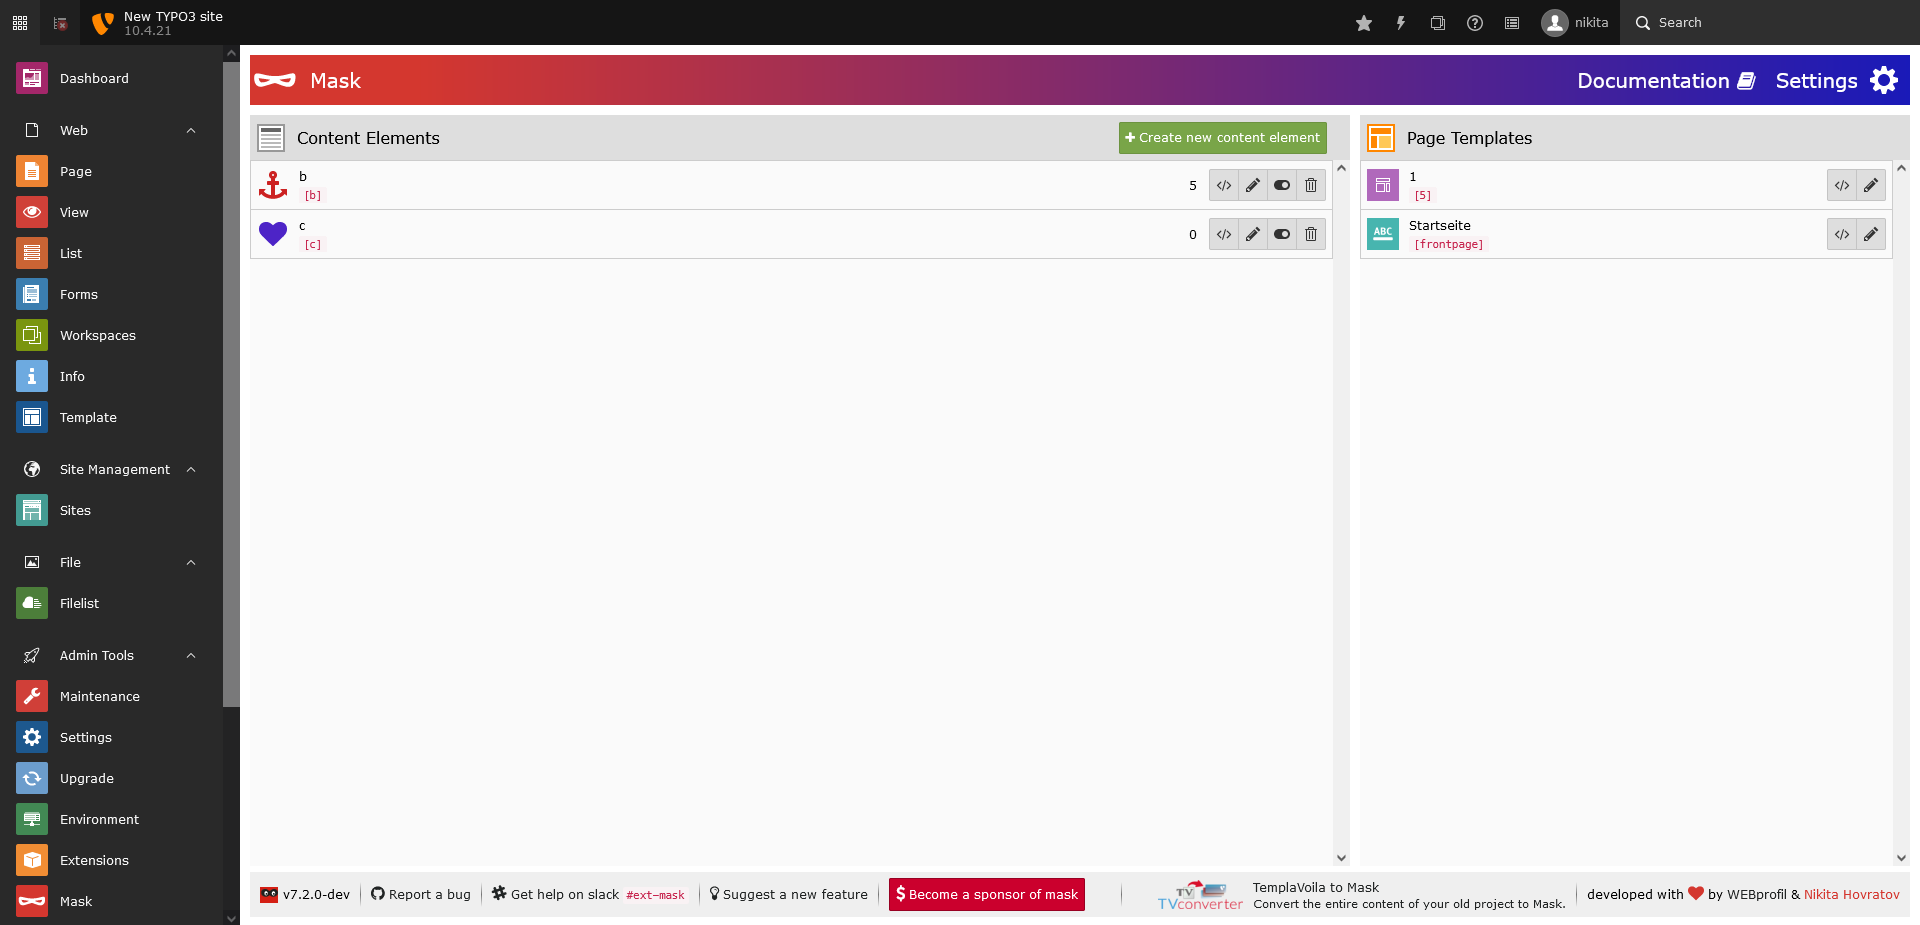 New TYPO3 site
10.4.21
nikita
Search
Dashboard
Web
Page
View
List
Forms
Workspaces
Info
Template
Site Management
Sites
File
Filelist
Admin Tools
Maintenance
Settings
Upgrade
Environment
Extensions
Mask
Mask
Documentation
Settings
Content Elements
+ Create new content element
b
[b]
5
c
[c]
0
Page Templates
1
[5]
ABC
Startseite
[frontpage]
v7.2.0-dev
Report a bug
Get help on slack #ext-mask
Suggest a new feature
$ Become a sponsor of mask
TV
TVconverter
TemplaVoila to Mask
Convert the entire content of your old project to Mask.
developed with ♥ by WEBprofil & Nikita Hovratov